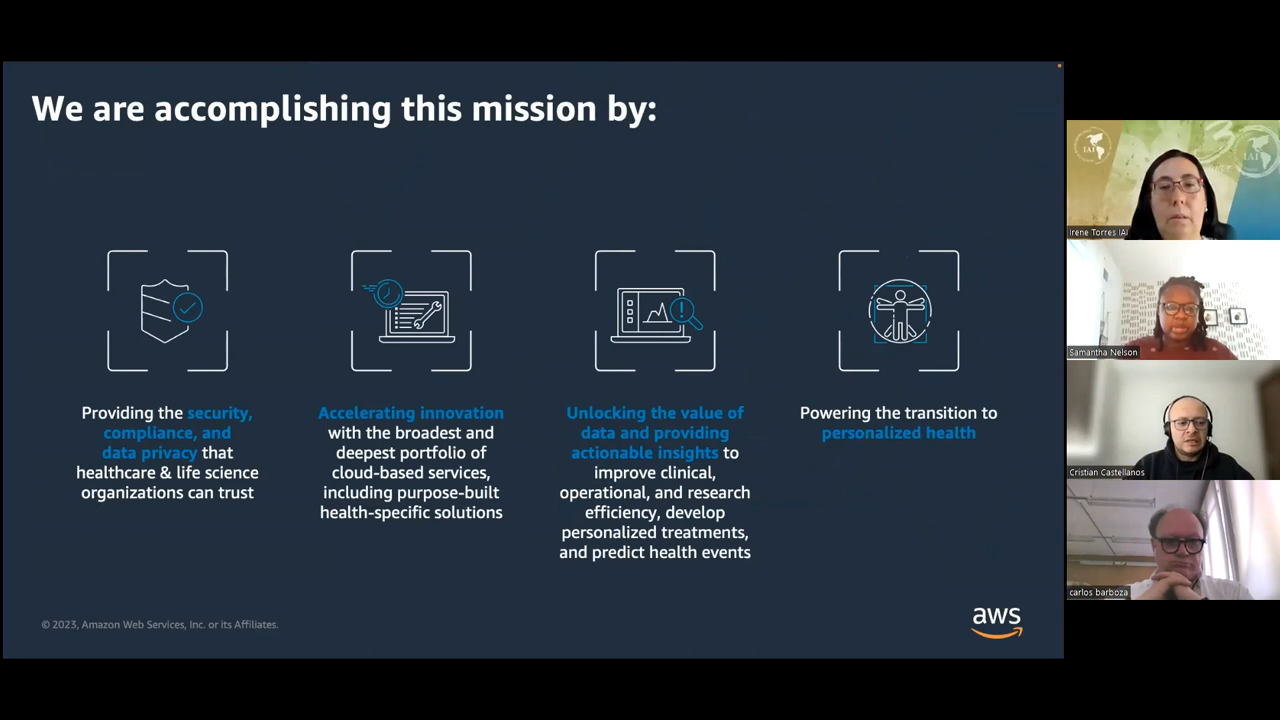 We are accomplishing this mission by:
Providing the security,
compliance, and
data privacy that
healthcare & life science
organizations can trust
Accelerating innovation
with the broadest and
deepest portfolio of
cloud-based services,
including purpose-built
health-specific solutions
Unlocking the value of
data and providing
actionable insights to
improve clinical,
operational, and research
efficiency, develop
personalized treatments,
and predict health events
Powering the transition to
personalized health
© 2023, Amazon Web Services, Inc. or its Affiliates.
aws
IAI
3
IAI
Irene Torres IAI
Samantha Nelson
Cristian Castellanos
carlos barboza